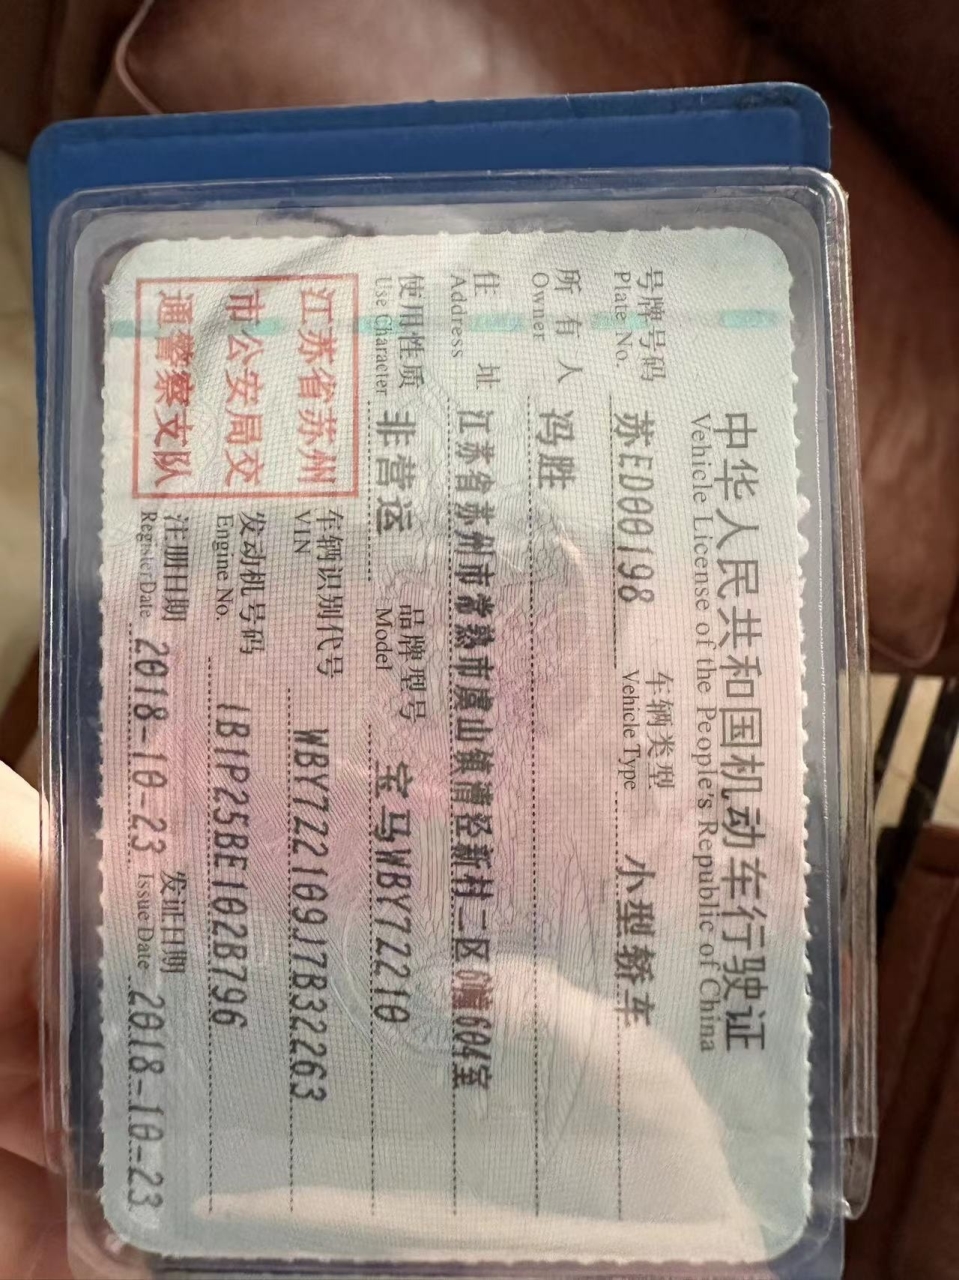 中华人民共和国机动车行驶证
Vehicle License of the People's Republic of China
号牌号码 苏ED00198 车辆类型 小型轿车
Plate No. Vehicle Type
所有人 冯胜
Owner
住址 江苏省苏州市常熟市虞山镇漕泾新村二区6幢604室
Address
使用性质 非营运 品牌型号 宝马WBY72210
Use Character Model
江苏省苏州
市公安局交
通警察支队
车辆识别代号 WBY722109J7B32263
VIN
发动机号码 1B1P25BE102B796
Engine No.
注册日期 2018-10-23 发证日期 2018-10-23
Register Date Issue Date